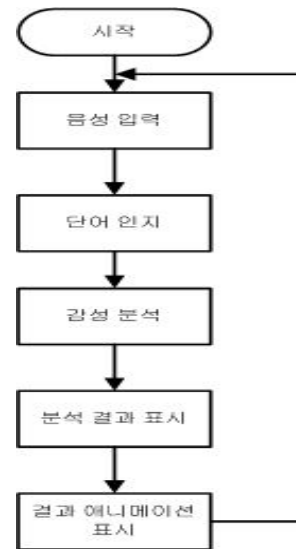 시작
음성 입력
단어 인지
감성 분석
분석 결과 표시
결과 애니메이션
표시